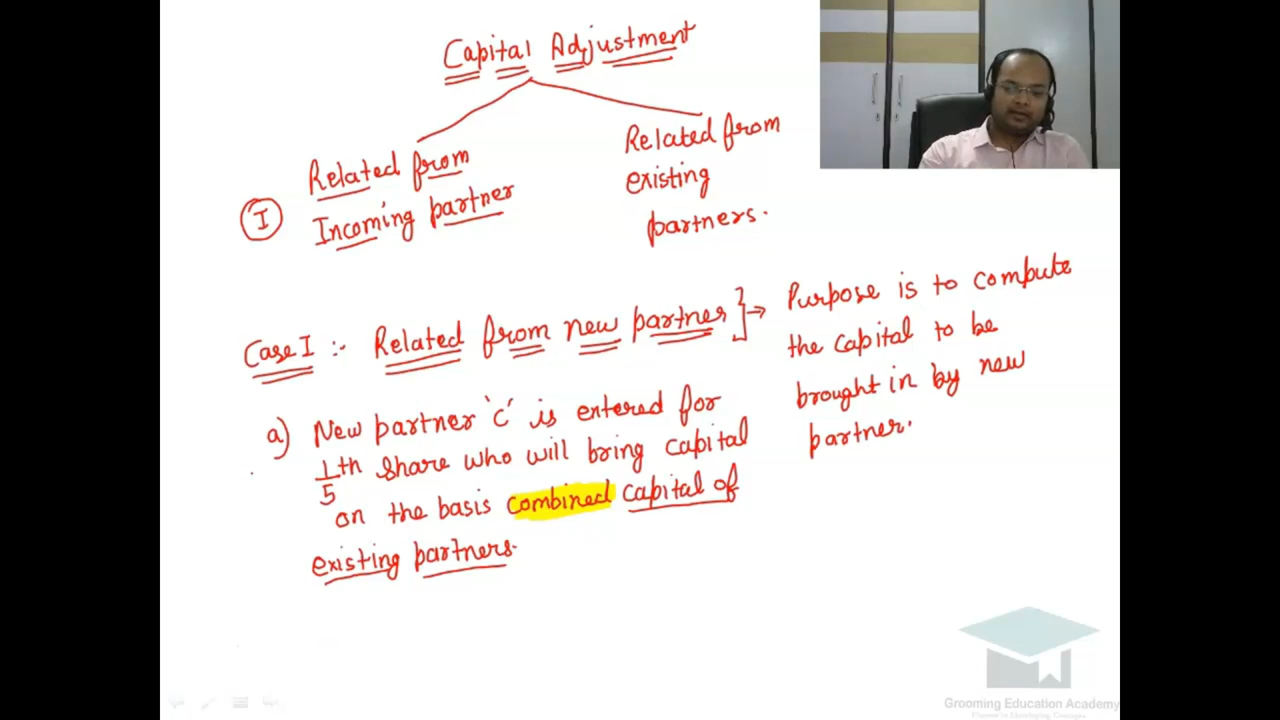 Capital Adjustment
Related from
Incoming partner
I
Related from
existing
partners.
Case I :- Related from new partner
Purpose is to compute
the capital to be
brought in by new
partner.
a) New partner 'c' is entered for
1/5 th share who will bring capital
on the basis combined capital of
existing partners.
Grooming Education Academy